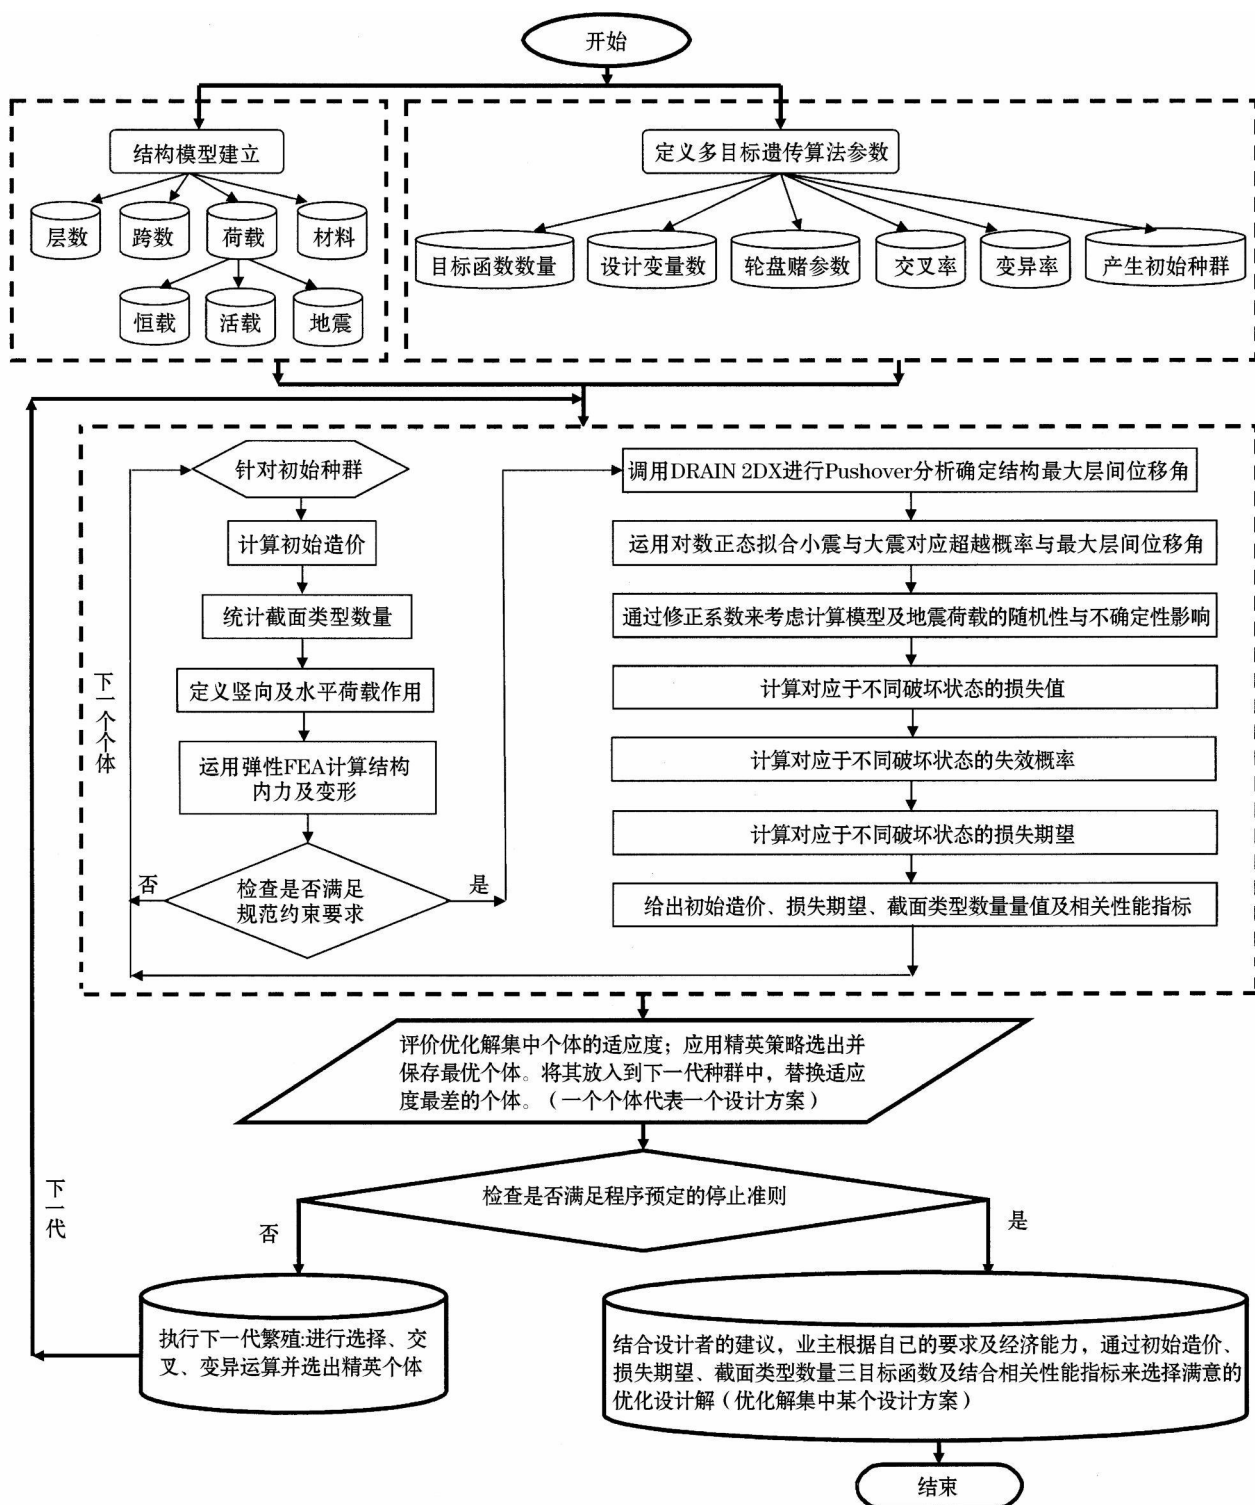 开始
结构模型建立
层数
跨数
荷载
材料
恒载
活载
地震
定义多目标遗传算法参数
目标函数数量
设计变量数
轮盘赌参数
交叉率
变异率
产生初始种群
针对初始种群
计算初始造价
统计截面类型数量
定义竖向及水平荷载作用
运用弹性FEA计算结构
内力及变形
检查是否满足
规范约束要求
否
是
下一个个体
调用DRAIN 2DX进行Pushover分析确定结构最大层间位移角
运用对数正态拟合小震与大震对应超越概率与最大层间位移角
通过修正系数来考虑计算模型及地震荷载的随机性与不确定性影响
计算对应于不同破坏状态的损失值
计算对应于不同破坏状态的失效概率
计算对应于不同破坏状态的损失期望
给出初始造价、损失期望、截面类型数量量值及相关性能指标
评价优化解集中个体的适应度；应用精英策略选出并
保存最优个体。将其放入到下一代种群中，替换适应
度最差的个体。（一个个体代表一个设计方案）
检查是否满足程序预定的停止准则
否
是
下一代
执行下一代繁殖:进行选择、交
叉、变异运算并选出精英个体
结合设计者的建议，业主根据自己的要求及经济能力，通过初始造价、
损失期望、截面类型数量三目标函数及结合相关性能指标来选择满意的
优化设计解（优化解集中某个设计方案）
结束